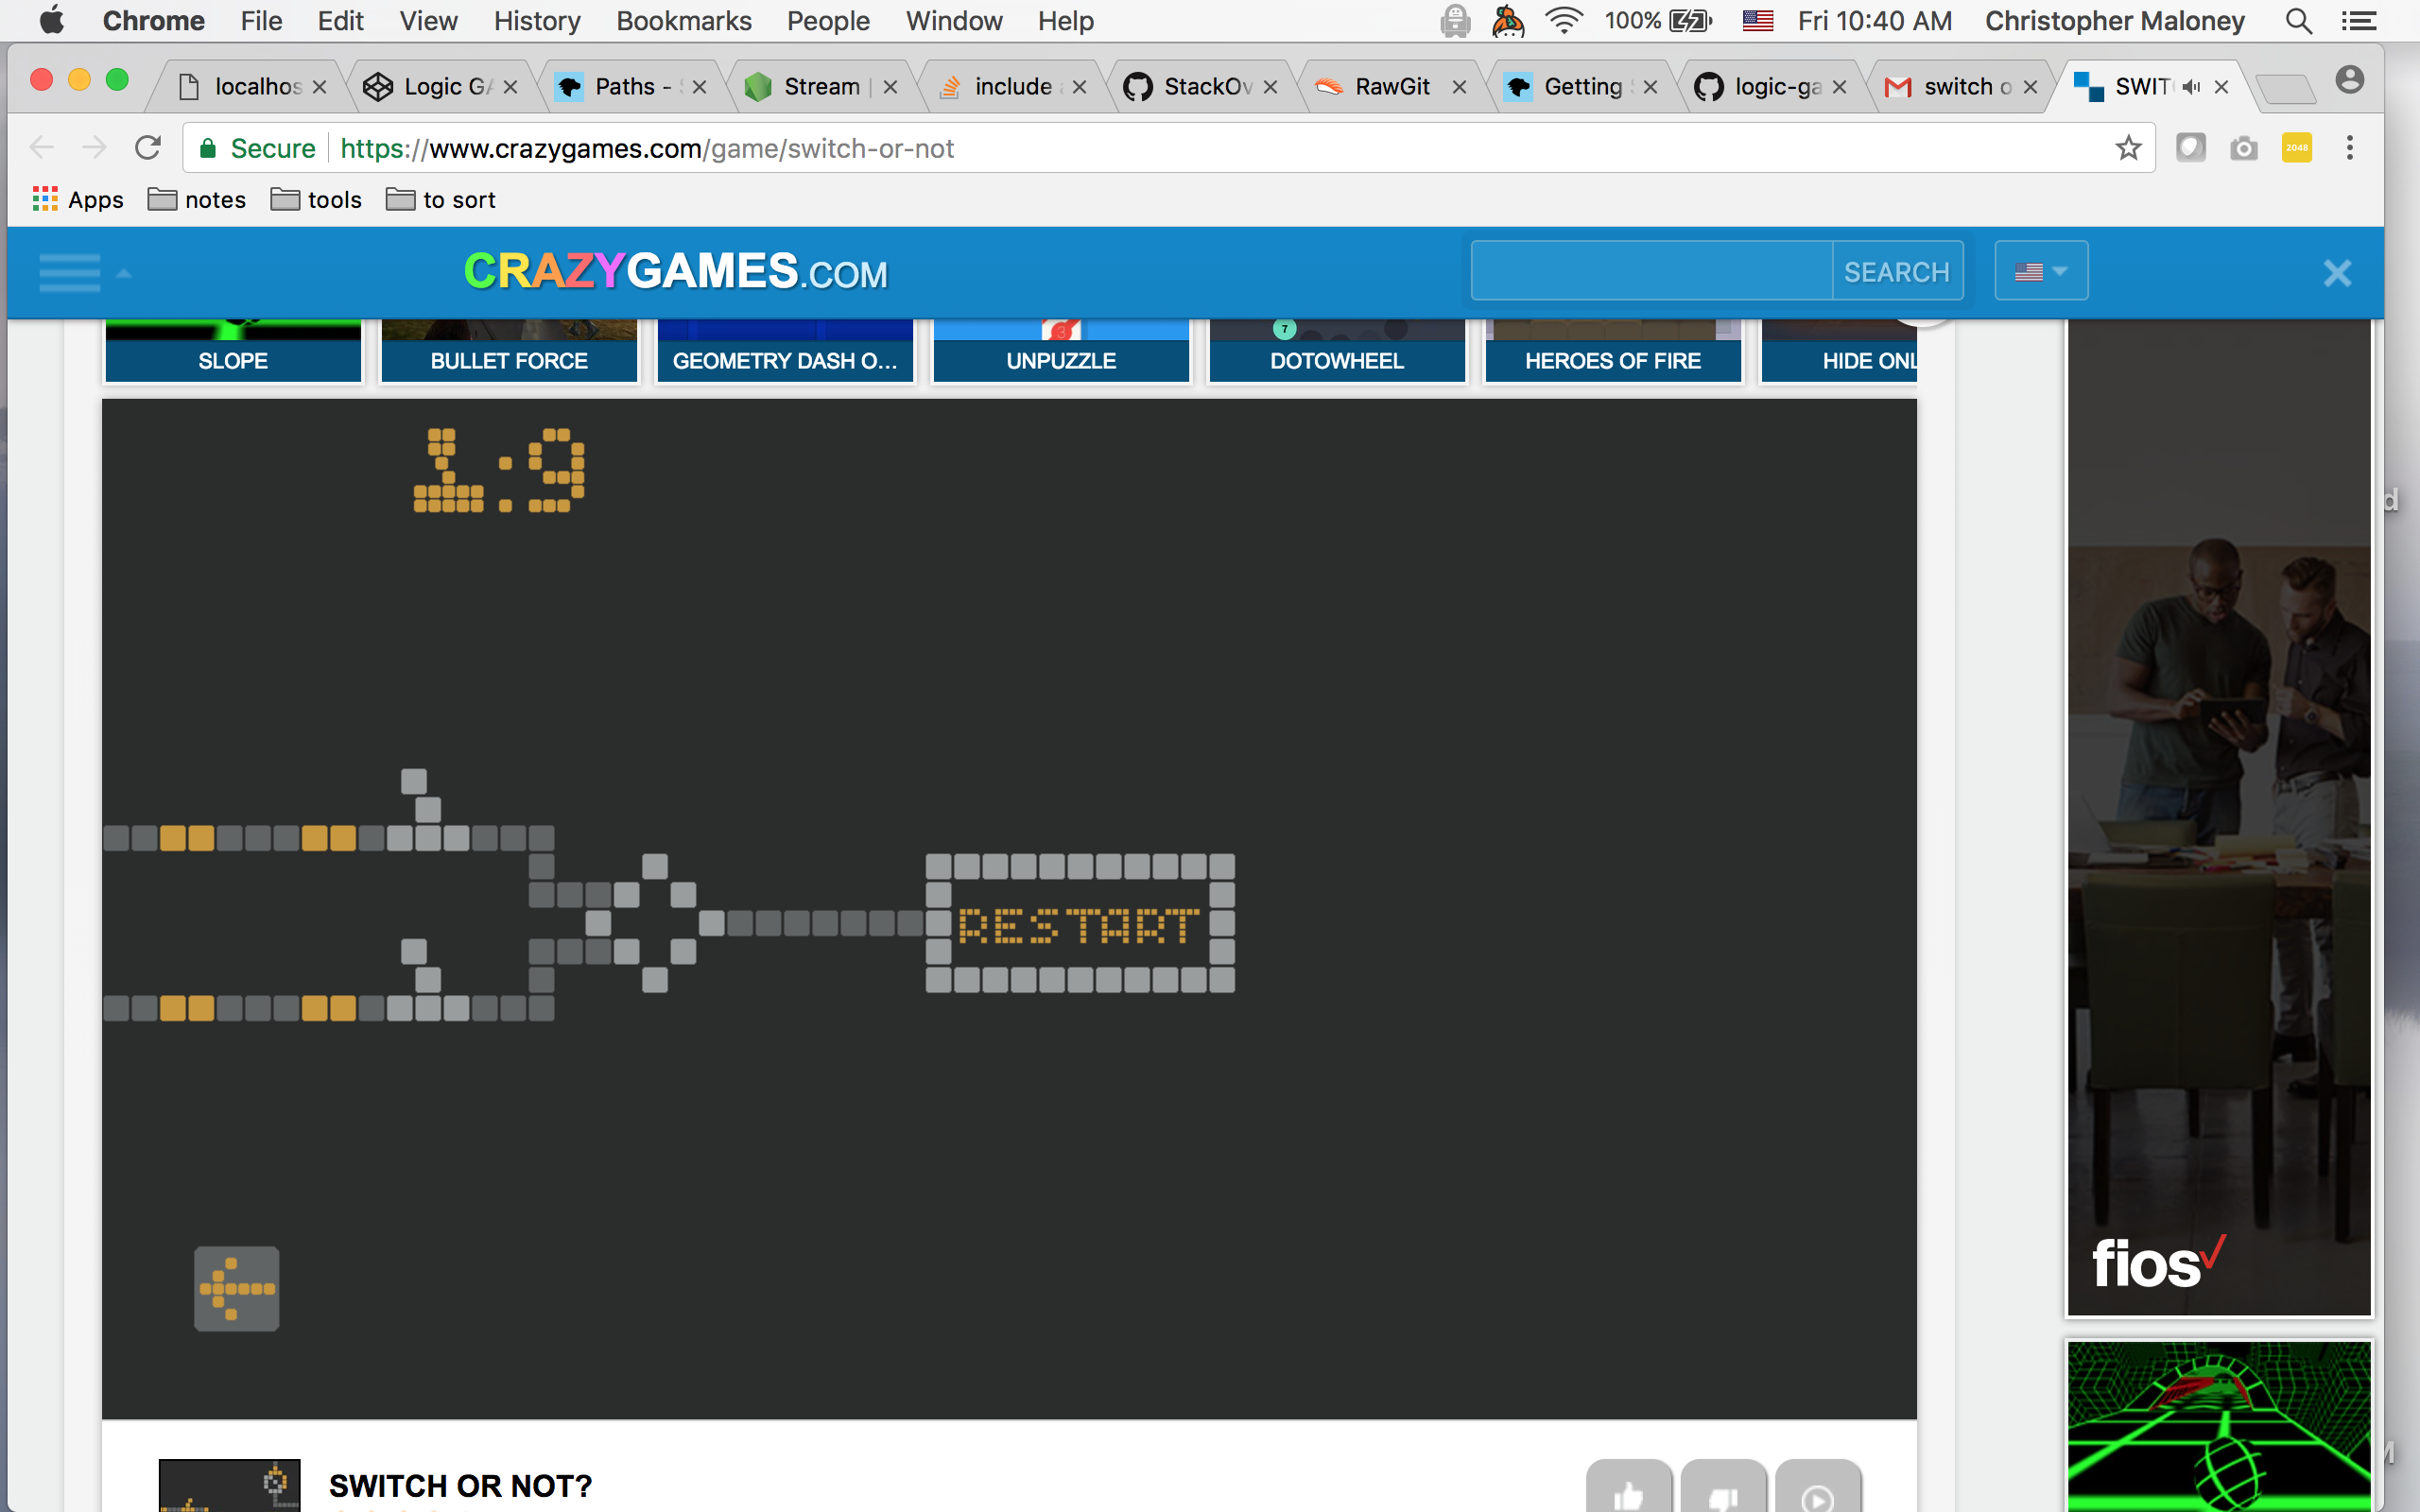 Chrome File Edit View History Bookmarks People Window Help 100% Fri 10:40 AM Christopher Maloney
localhos Logic GA Paths - Stream | include StackOv RawGit Getting logic-ga switch o SWIT
Secure https://www.crazygames.com/game/switch-or-not 2048
Apps notes tools to sort
CRAZYGAMES.COM SEARCH
7
SLOPE BULLET FORCE GEOMETRY DASH O... UNPUZZLE DOTOWHEEL HEROES OF FIRE HIDE ONL
1:9
d
RESTART
fios
SWITCH OR NOT?
M